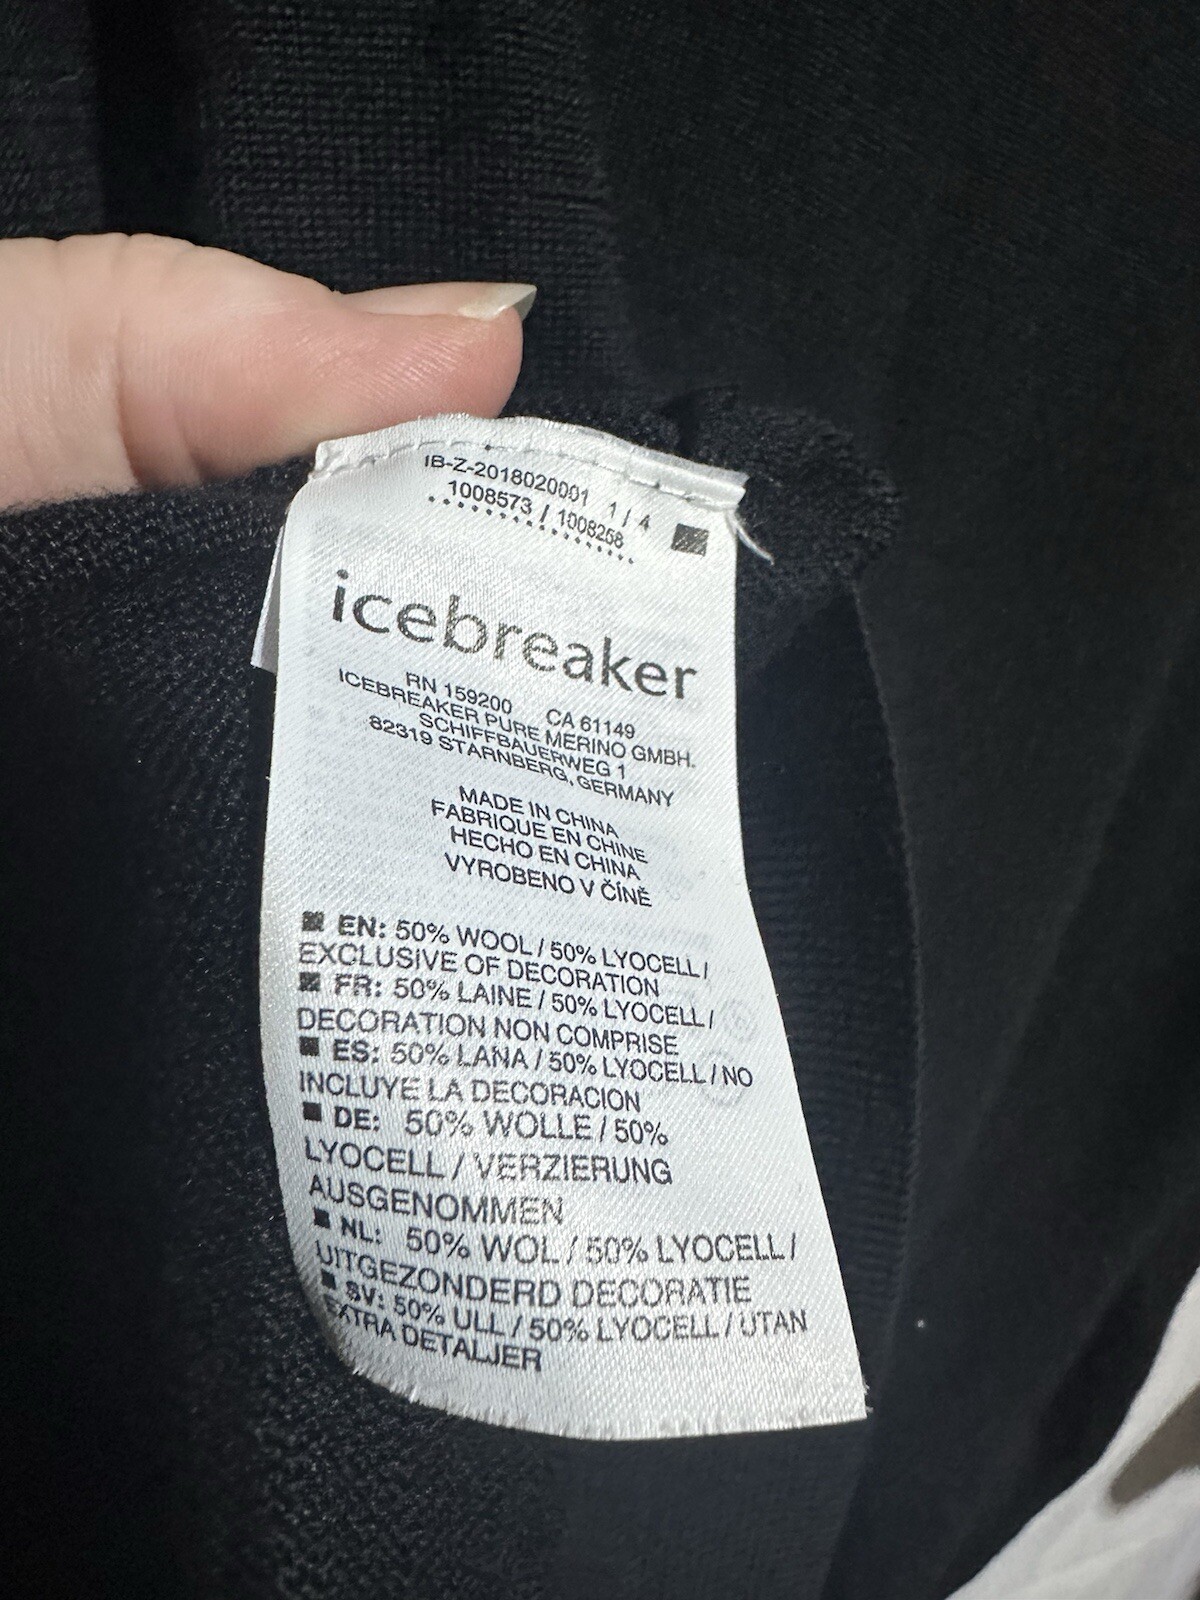 IB-Z-2018020001 1 / 4
1008573 / 1008258
icebreaker
RN 159200 CA 61149
ICEBREAKER PURE MERINO GMBH.
SCHIFFBAUERWEG 1
82319 STARNBERG, GERMANY
MADE IN CHINA
FABRIQUE EN CHINE
HECHO EN CHINA
VYROBENO V ČÍNĚ
EN: 50% WOOL / 50% LYOCELL /
EXCLUSIVE OF DECORATION
FR: 50% LAINE / 50% LYOCELL /
DECORATION NON COMPRISE
ES: 50% LANA / 50% LYOCELL / NO
INCLUYE LA DECORACION
DE: 50% WOLLE / 50%
LYOCELL / VERZIERUNG
AUSGENOMMEN
NL: 50% WOL / 50% LYOCELL /
UITGEZONDERD DECORATIE
SV: 50% ULL / 50% LYOCELL / UTAN
EXTRA DETALJER